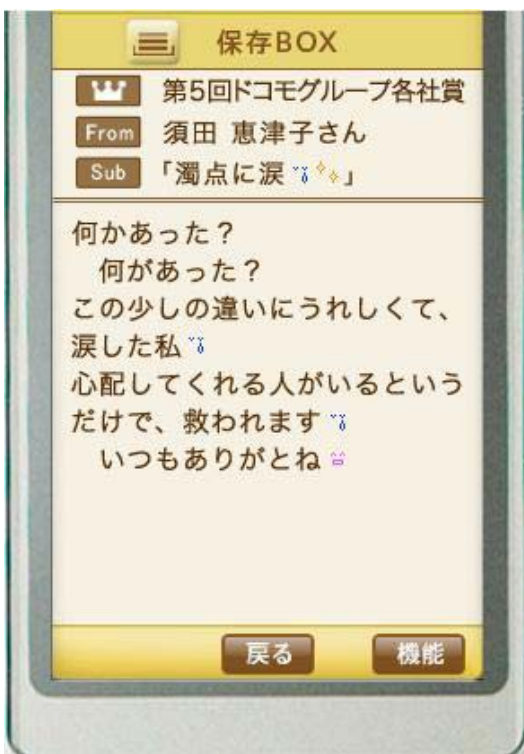 保存BOX
第5回ドコモグループ各社賞
From 須田 恵津子さん
Sub 「濁点に涙」
何かあった?
何があった?
この少しの違いにうれしくて、
涙した私
心配してくれる人がいるという
だけで、救われます
いつもありがとね
戻る 機能